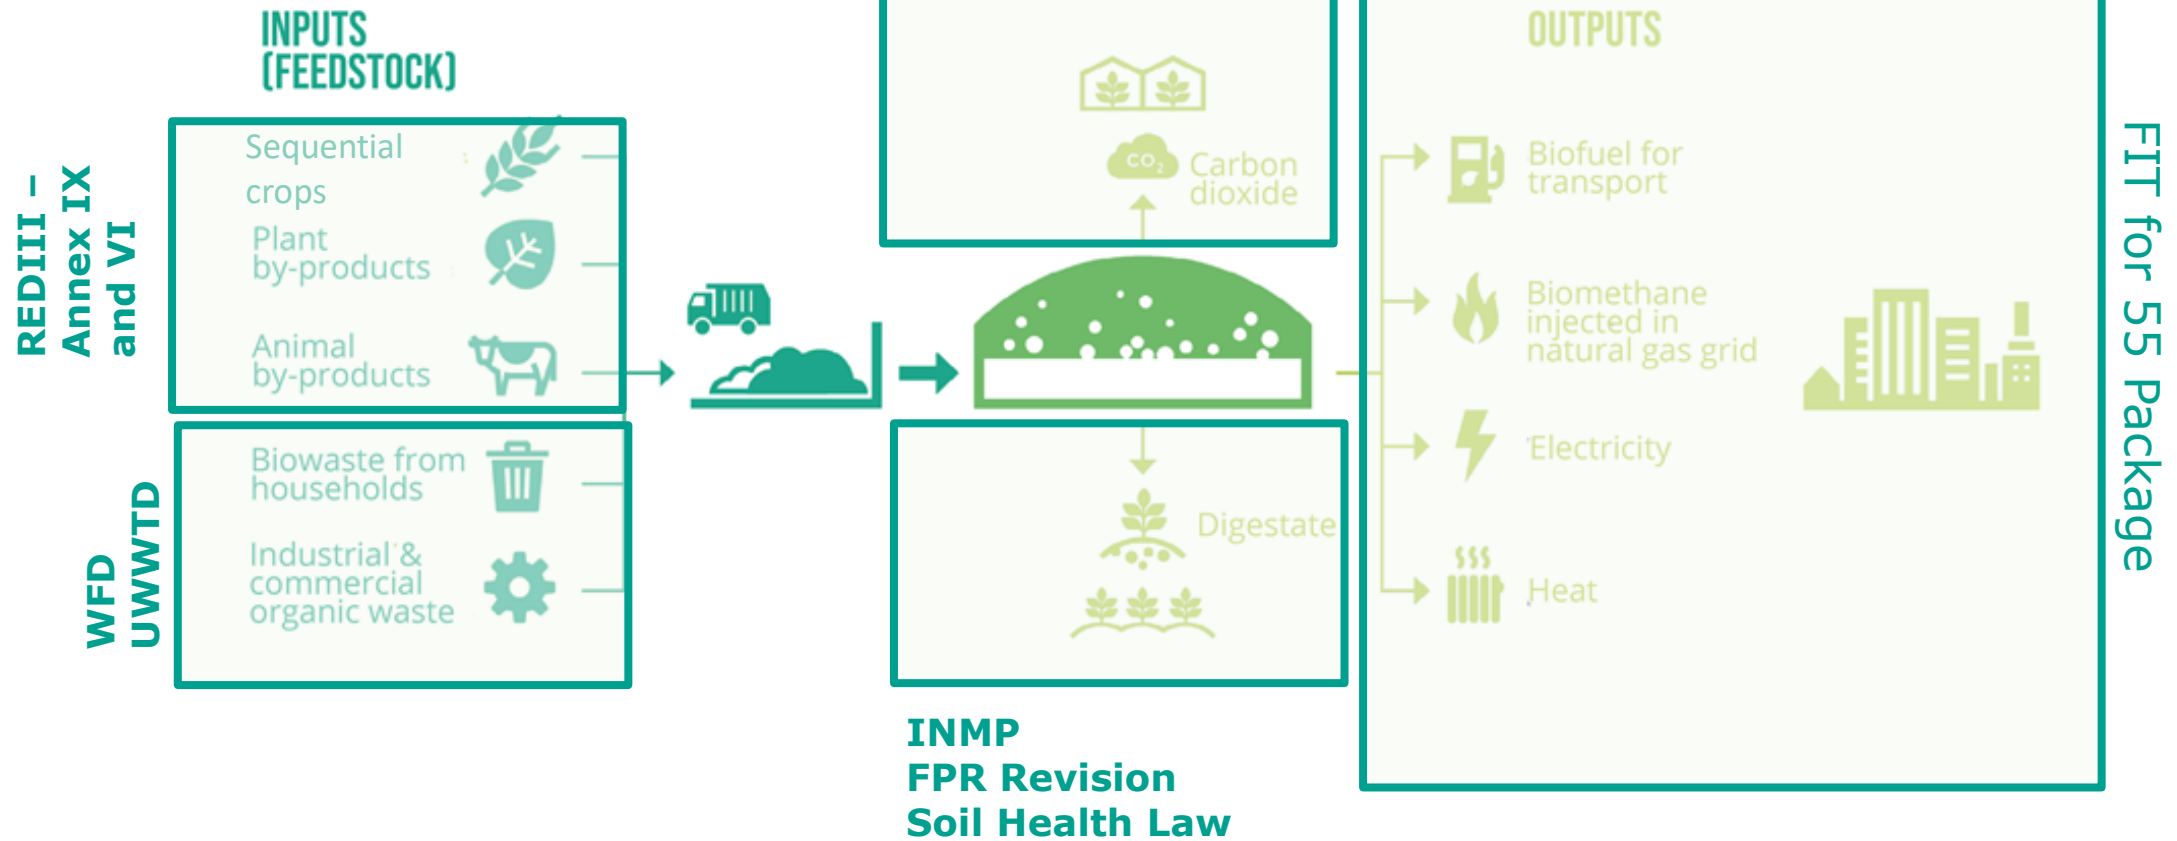 INPUTS
(FEEDSTOCK)
REDIII –
Annex IX
and VI
Sequential
crops
Plant
by-products
Animal
by-products
WFD
UWWTD
Biowaste from
households
Industrial &
commercial
organic waste
CO2
Carbon
dioxide
Digestate
INMP
FPR Revision
Soil Health Law
OUTPUTS
Biofuel for
transport
Biomethane
injected in
natural gas grid
Electricity
Heat
FIT for 55 Package